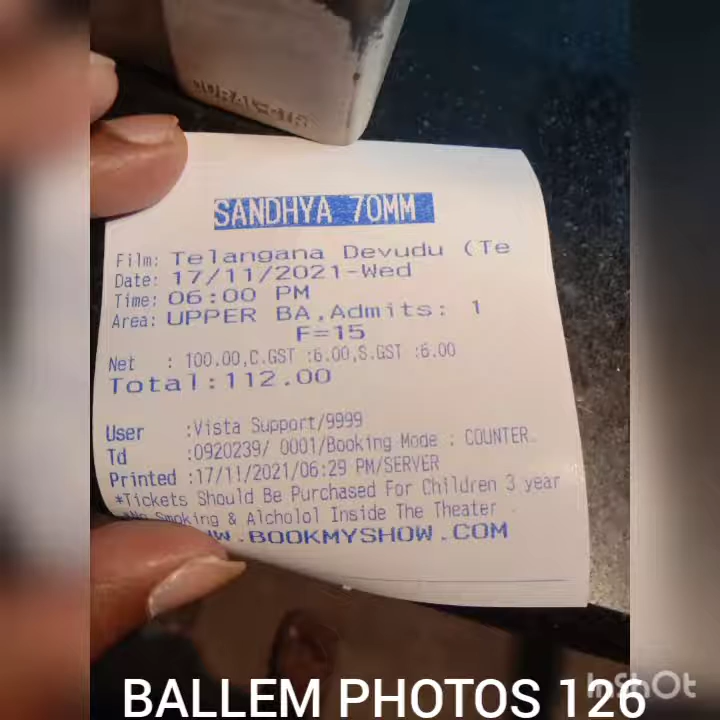 SANDHYA 70MM
Film: Telangana Devudu (Te
Date: 17/11/2021-Wed
Time: 06:00 PM
Area: UPPER BA,Admits: 1
F=15
Net : 100.00,C.GST :6.00,S.GST :6.00
Total:112.00
User :Vista Support/9999
Td :0920239/ 0001/Booking Mode : COUNTER
Printed :17/11/2021/06:29 PM/SERVER
*Tickets Should Be Purchased For Children 3 year
*No Smoking & Alcholol Inside The Theater
W.BOOKMYSHOW.COM
InShOt
BALLEM PHOTOS 126